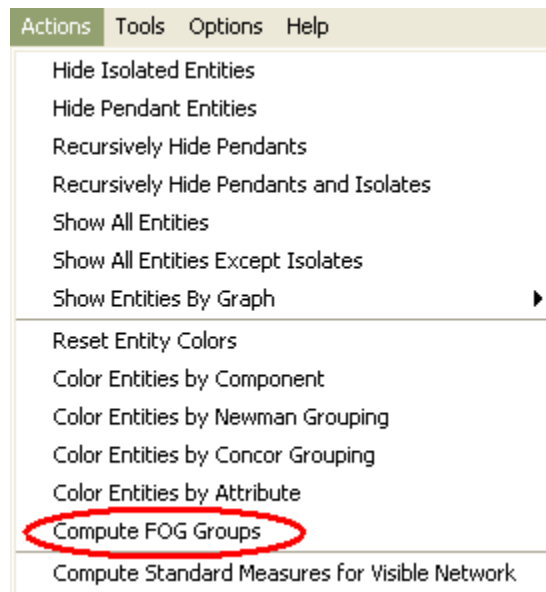 Actions Tools Options Help
Hide Isolated Entities
Hide Pendant Entities
Recursively Hide Pendants
Recursively Hide Pendants and Isolates
Show All Entities
Show All Entities Except Isolates
Show Entities By Graph
Reset Entity Colors
Color Entities by Component
Color Entities by Newman Grouping
Color Entities by Concor Grouping
Color Entities by Attribute
Compute FOG Groups
Compute Standard Measures for Visible Network